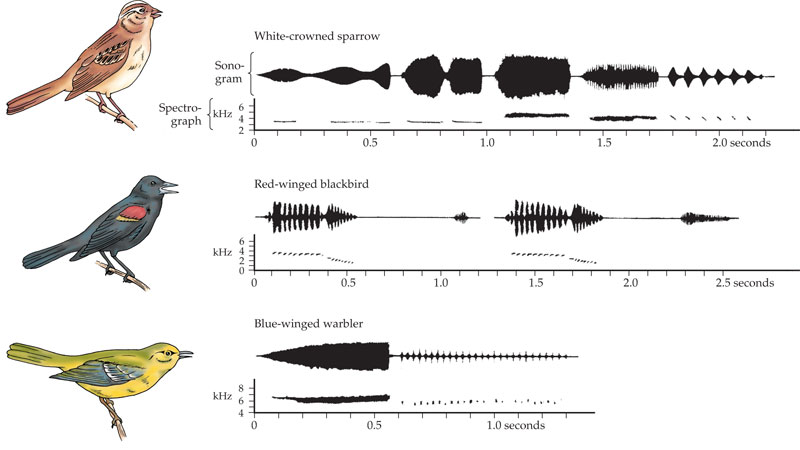 White-crowned sparrow
Sono-
gram
Spectro-
graph
kHz
6
4
2
0 0.5 1.0 1.5 2.0 seconds
Red-winged blackbird
kHz
6
4
2
0
0 0.5 1.0 1.5 2.0 2.5 seconds
Blue-winged warbler
kHz
8
6
4
0 0.5 1.0 seconds